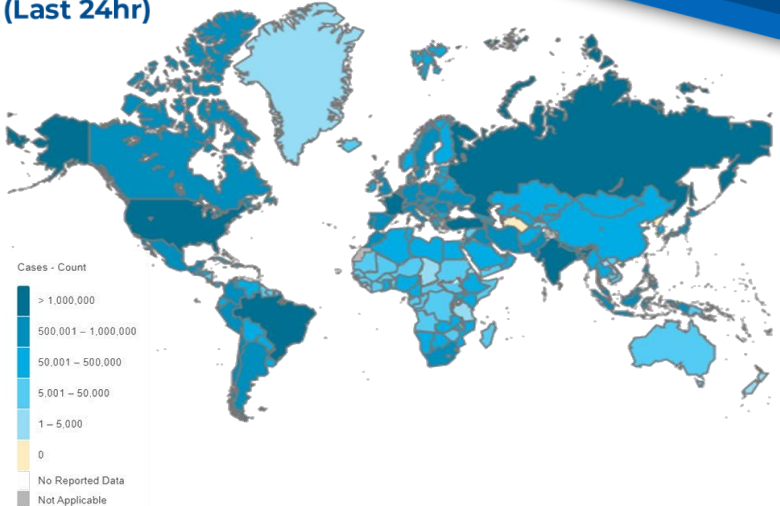 (Last 24hr)
Cases - Count
> 1,000,000
500,001 – 1,000,000
50,001 – 500,000
5,001 – 50,000
1 – 5,000
0
No Reported Data
Not Applicable